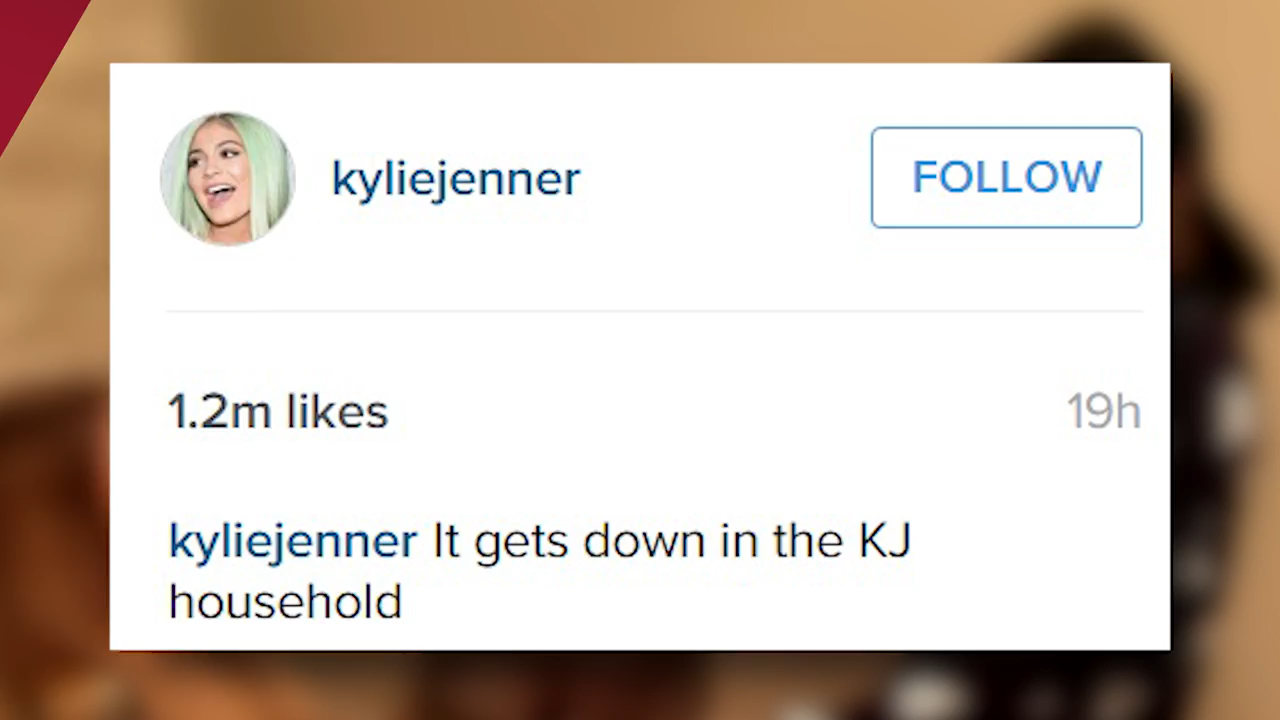 kyliejenner
FOLLOW
1.2m likes
19h
kyliejenner It gets down in the KJ
household